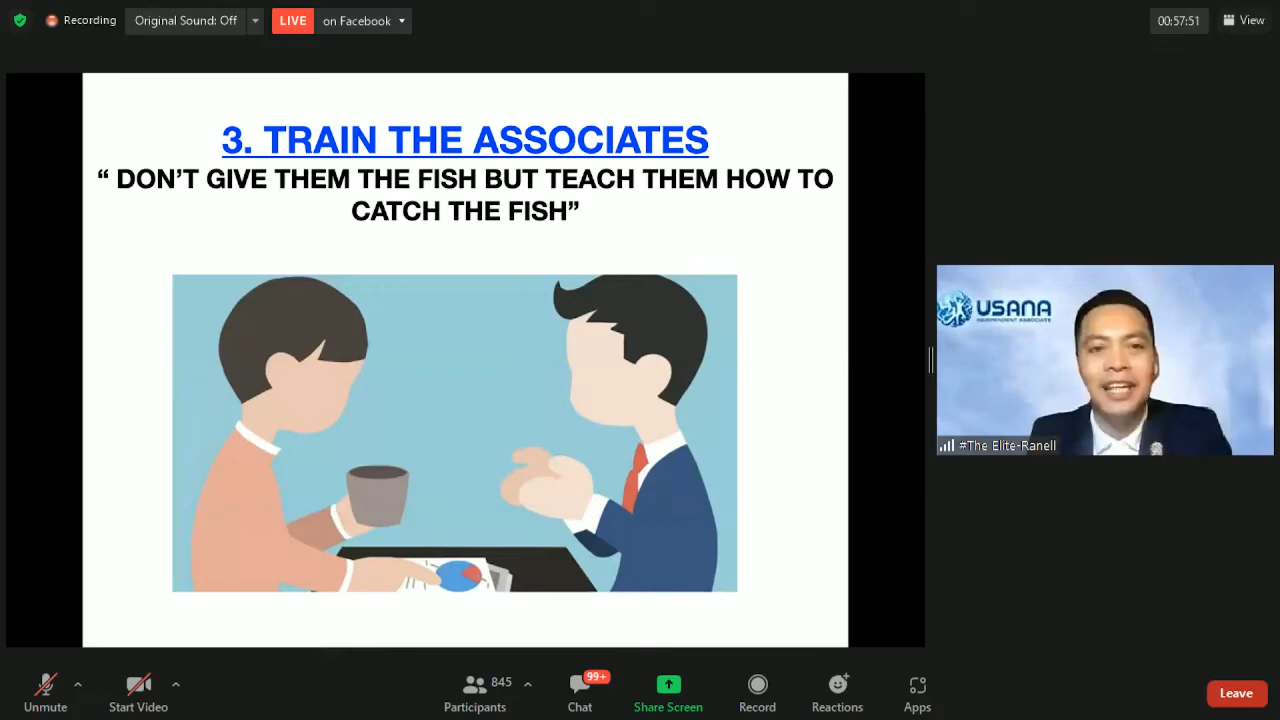 Recording
Original Sound: Off
LIVE on Facebook
00:57:51
View
3. TRAIN THE ASSOCIATES
“ DON’T GIVE THEM THE FISH BUT TEACH THEM HOW TO
CATCH THE FISH”
USANA
INDEPENDENT ASSOCIATE
#The Elite-Ranell
Unmute
Start Video
845
Participants
99+
Chat
Share Screen
Record
Reactions
Apps
Leave